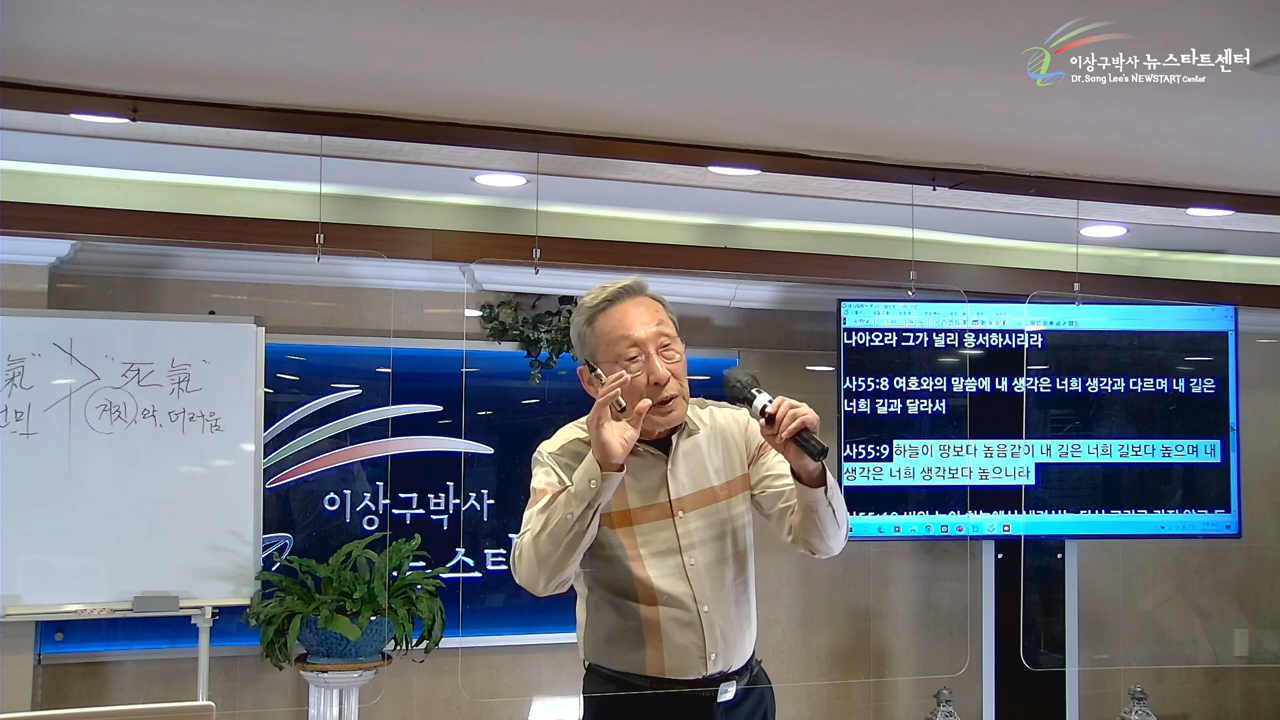 이상구박사 뉴스타트센터
Dr. Sang Lee's NEWSTART Center
氣" > "死氣"
거짓, 악, 더러움
이상구박사
뉴스타
나아오라 그가 널리 용서하시리라
사55:8 여호와의 말씀에 내 생각은 너희 생각과 다르며 내 길은
너희 길과 달라서
사55:9 하늘이 땅보다 높음같이 내 길은 너희 길보다 높으며 내
생각은 너희 생각보다 높으니라